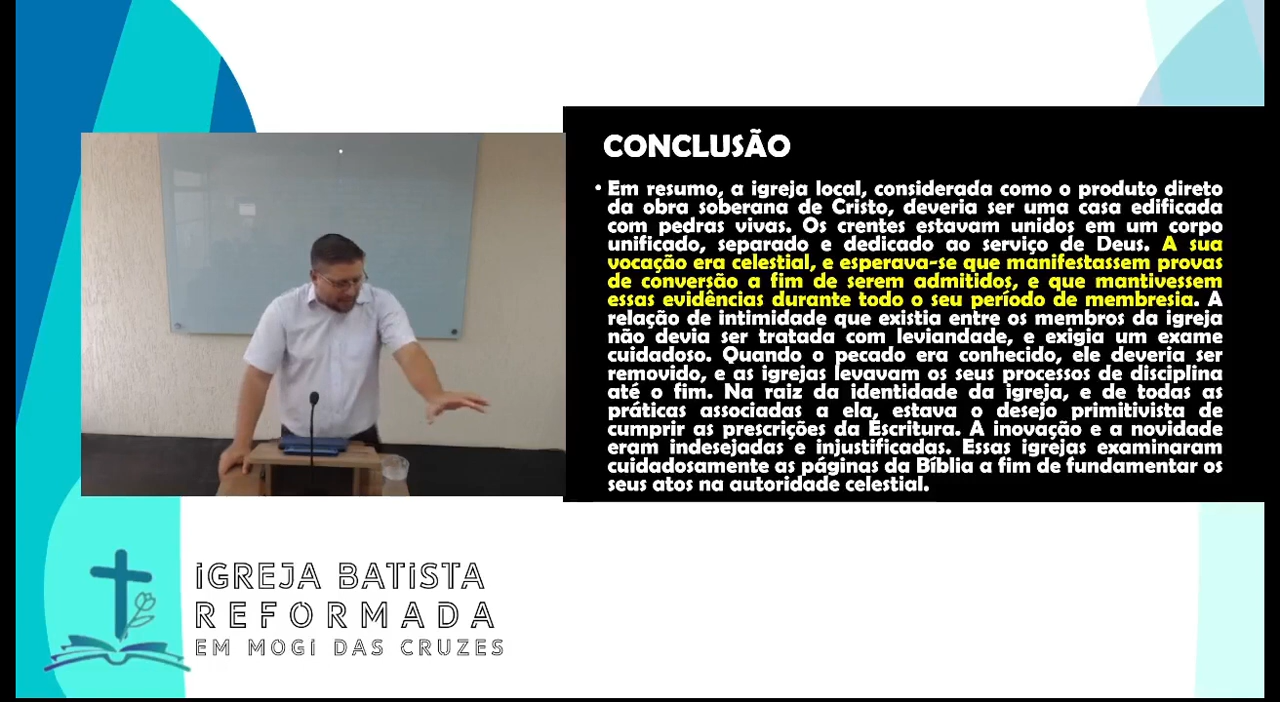 CONCLUSÃO
• Em resumo, a igreja local, considerada como o produto direto
da obra soberana de Cristo, deveria ser uma casa edificada
com pedras vivas. Os crentes estavam unidos em um corpo
unificado, separado e dedicado ao serviço de Deus. A sua
vocação era celestial, e esperava-se que manifestassem provas
de conversão a fim de serem admitidos, e que mantivessem
essas evidências durante todo o seu período de membresia. A
relação de intimidade que existia entre os membros da igreja
não devia ser tratada com leviandade, e exigia um exame
cuidadoso. Quando o pecado era conhecido, ele deveria ser
removido, e as igrejas levavam os seus processos de disciplina
até o fim. Na raiz da identidade da igreja, e de todas as
práticas associadas a ela, estava o desejo primitivista de
cumprir as prescrições da Escritura. A inovação e a novidade
eram indesejadas e injustificadas. Essas igrejas examinaram
cuidadosamente as páginas da Bíblia a fim de fundamentar os
seus atos na autoridade celestial.
IGREJA BATISTA
REFORMADA
EM MOGI DAS CRUZES